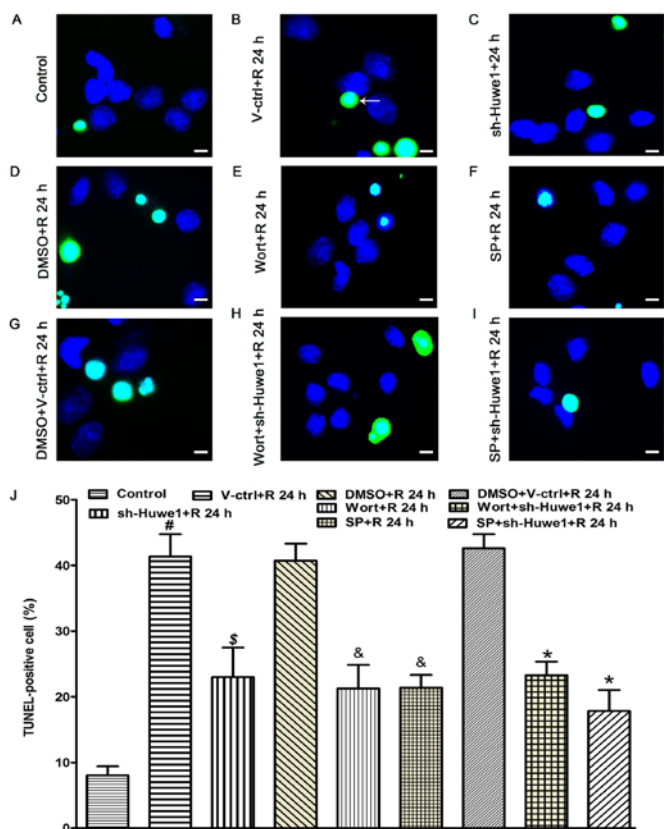 A
B
C
Control
V-ctrl+R 24 h
sh-Huwe1+24 h
D
E
F
DMSO+R 24 h
Wort+R 24 h
SP+R 24 h
G
H
I
DMSO+V-ctrl+R 24 h
Wort+sh-Huwe1+R 24 h
SP+sh-Huwe1+R 24 h
J
Control
V-ctrl+R 24 h
DMSO+R 24 h
DMSO+V-ctrl+R 24 h
sh-Huwe1+R 24 h
Wort+R 24 h
Wort+sh-Huwe1+R 24 h
SP+R 24 h
SP+sh-Huwe1+R 24 h
TUNEL-positive cell (%)
50
40
30
20
10
0
#
$
&
&
*
*